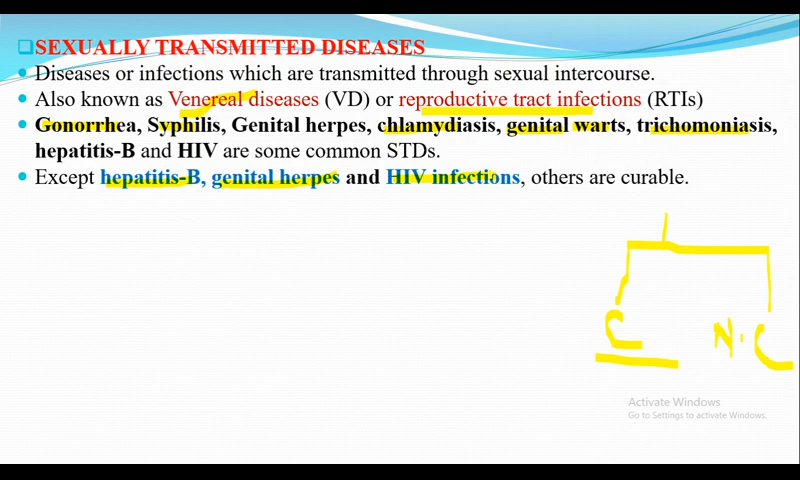 SEXUALLY TRANSMITTED DISEASES
Diseases or infections which are transmitted through sexual intercourse.
Also known as Venereal diseases (VD) or reproductive tract infections (RTIs)
Gonorrhea, Syphilis, Genital herpes, chlamydiasis, genital warts, trichomoniasis,
hepatitis-B and HIV are some common STDs.
Except hepatitis-B, genital herpes and HIV infections, others are curable.
C N.C
Activate Windows
Go to Settings to activate Windows.